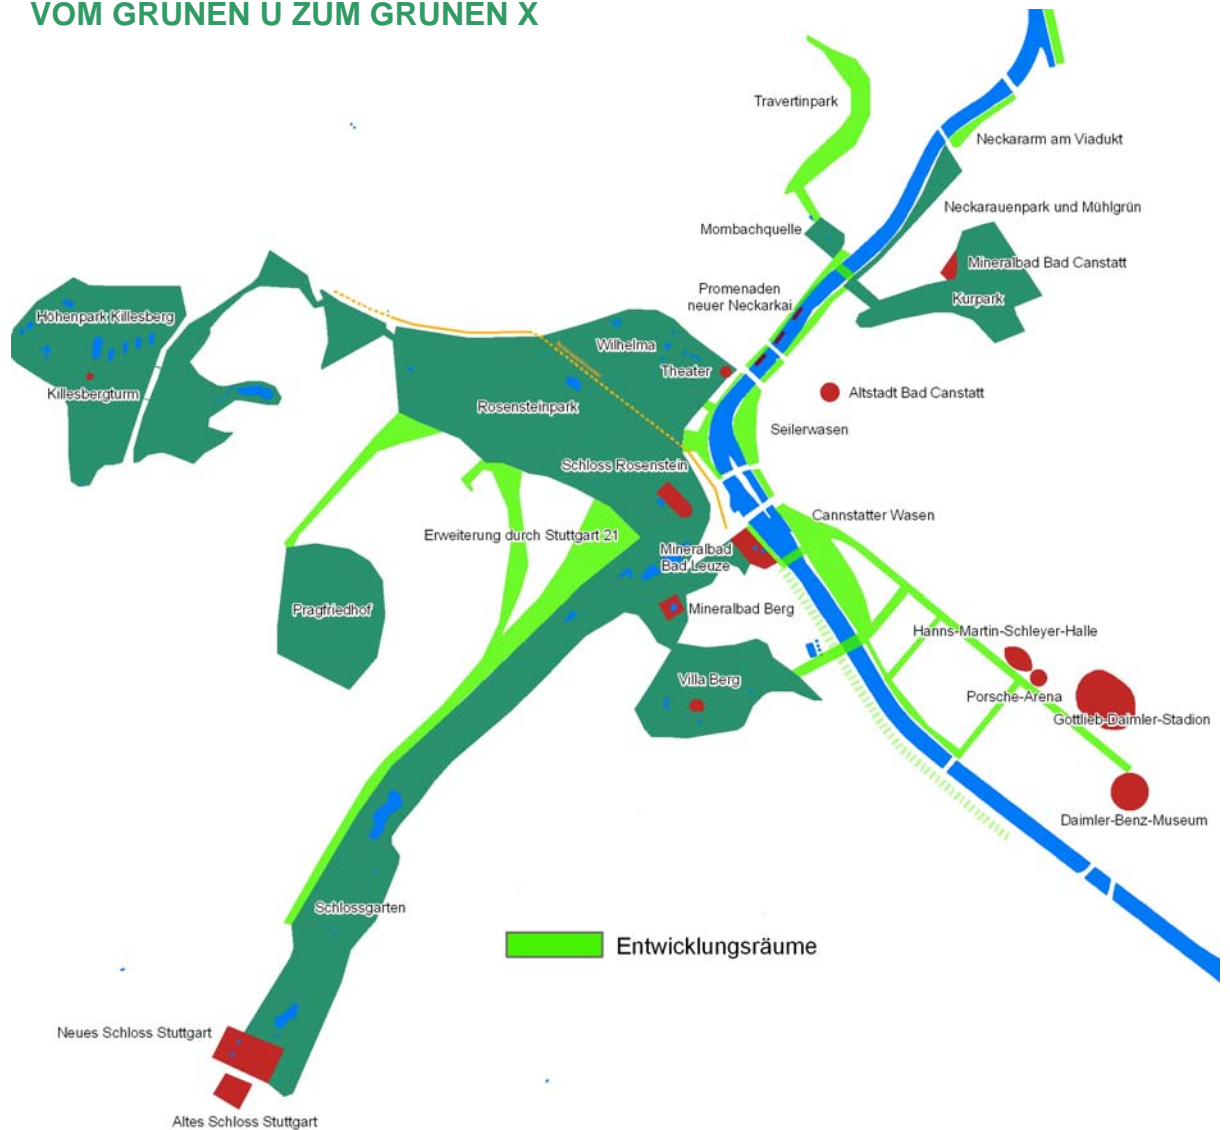 VOM GRÜNEN U ZUM GRÜNEN X
Travertinpark
Neckararm am Viadukt
Neckarauenpark und Mühlgrün
Mombachquelle
Mineralbad Bad Canstatt
Promenaden
neuer Neckarkai
Kurpark
Höhenpark Killesberg
Wilhelma
Theater
Killesbergturm
Altstadt Bad Canstatt
Rosensteinpark
Seilerwasen
Schloss Rosenstein
Cannstatter Wasen
Erweiterung durch Stuttgart 21
Mineralbad
Bad Leuze
Pragfriedhof
Mineralbad Berg
Hanns-Martin-Schleyer-Halle
Villa Berg
Porsche-Arena
Gottlieb-Daimler-Stadion
Daimler-Benz-Museum
Schlossgarten
Entwicklungsräume
Neues Schloss Stuttgart
Altes Schloss Stuttgart